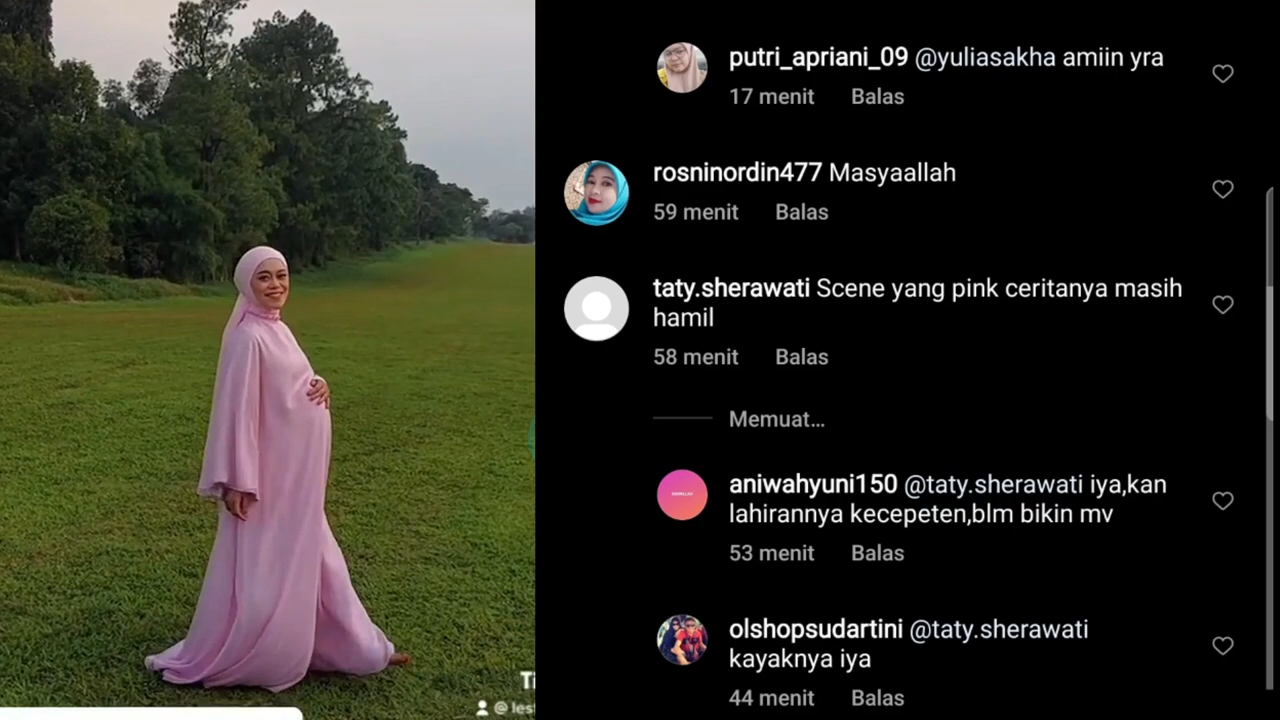 putri_apriani_09 @yuliasakha amiin yra
17 menit Balas
rosninordin477 Masyaallah
59 menit Balas
taty.sherawati Scene yang pink ceritanya masih
hamil
58 menit Balas
Memuat...
aniwahyuni150 @taty.sherawati iya,kan
lahirannya kecepeten,blm bikin mv
53 menit Balas
olshopsudartini @taty.sherawati
kayaknya iya
44 menit Balas